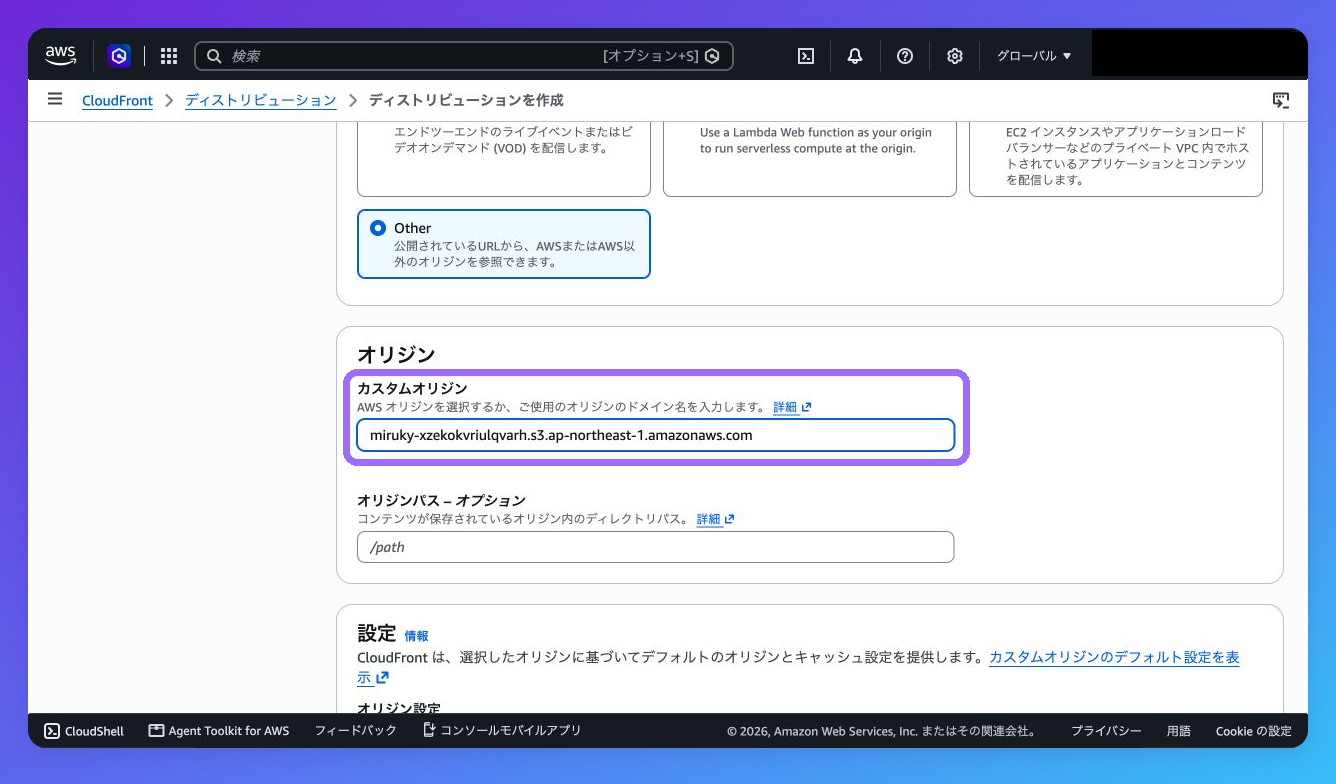 aws
検索
[オプション+S]
グローバル ▼
CloudFront
ディストリビューション
ディストリビューションを作成
エンドツーエンドのライブイベントまたはビ
デオオンデマンド (VOD) を配信します。
Use a Lambda Web function as your origin
to run serverless compute at the origin.
EC2 インスタンスやアプリケーションロード
バランサーなどのプライベート VPC 内でホス
トされているアプリケーションとコンテンツ
を配信します。
Other
公開されているURLから、AWSまたはAWS以
外のオリジンを参照できます。
オリジン
カスタムオリジン
AWS オリジンを選択するか、ご使用のオリジンのドメイン名を入力します。 詳細
miruky-xzekokvriulqvarh.s3.ap-northeast-1.amazonaws.com
オリジンパス – オプション
コンテンツが保存されているオリジン内のディレクトリパス。 詳細
/path
設定 情報
CloudFront は、選択したオリジンに基づいてデフォルトのオリジンとキャッシュ設定を提供します。カスタムオリジンのデフォルト設定を表
示
オリジン設定
CloudShell
Agent Toolkit for AWS
フィードバック
コンソールモバイルアプリ
© 2026, Amazon Web Services, Inc. またはその関連会社。
プライバシー
用語
Cookie の設定